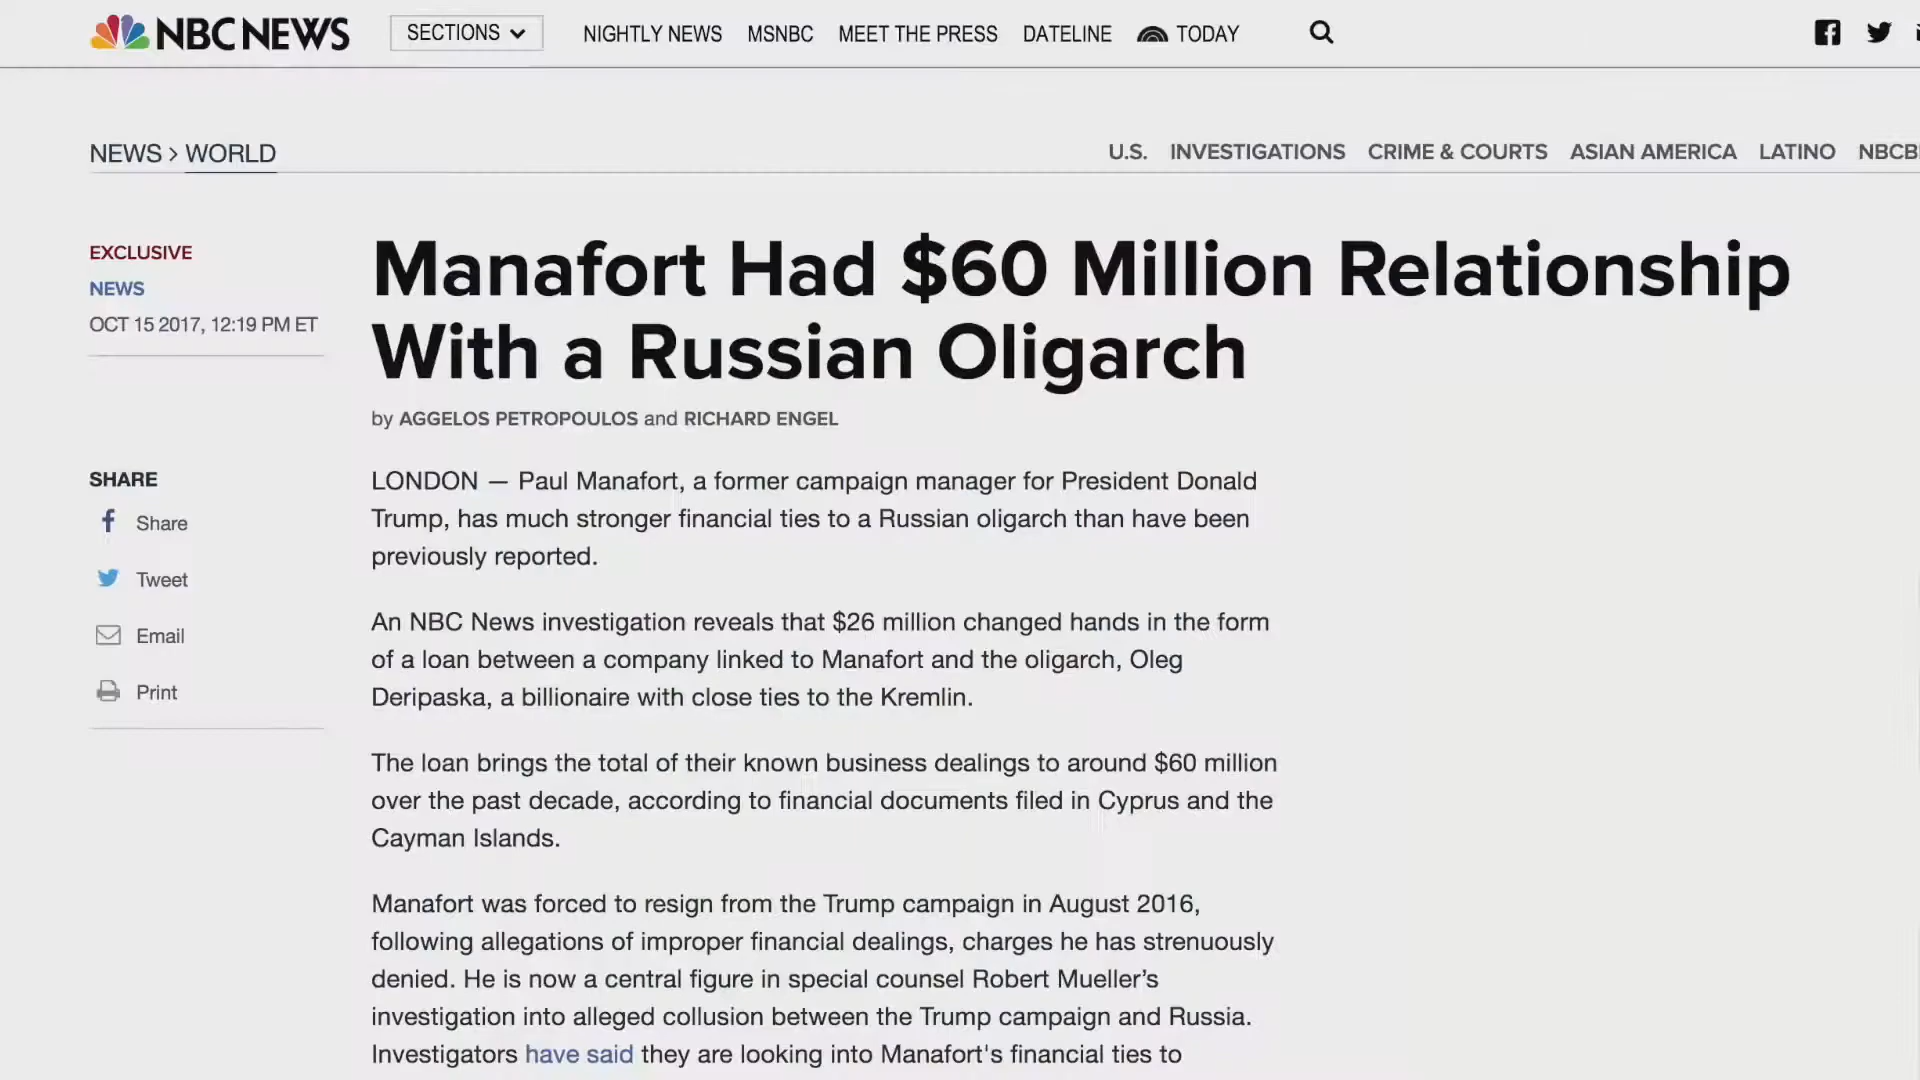 NBC NEWS SECTIONS NIGHTLY NEWS MSNBC MEET THE PRESS DATELINE TODAY
NEWS > WORLD
U.S. INVESTIGATIONS CRIME & COURTS ASIAN AMERICA LATINO NBCB
EXCLUSIVE
NEWS
OCT 15 2017, 12:19 PM ET
Manafort Had $60 Million Relationship
With a Russian Oligarch
by AGGELOS PETROPOULOS and RICHARD ENGEL
SHARE
Share
Tweet
Email
Print
LONDON — Paul Manafort, a former campaign manager for President Donald
Trump, has much stronger financial ties to a Russian oligarch than have been
previously reported.
An NBC News investigation reveals that $26 million changed hands in the form
of a loan between a company linked to Manafort and the oligarch, Oleg
Deripaska, a billionaire with close ties to the Kremlin.
The loan brings the total of their known business dealings to around $60 million
over the past decade, according to financial documents filed in Cyprus and the
Cayman Islands.
Manafort was forced to resign from the Trump campaign in August 2016,
following allegations of improper financial dealings, charges he has strenuously
denied. He is now a central figure in special counsel Robert Mueller’s
investigation into alleged collusion between the Trump campaign and Russia.
Investigators have said they are looking into Manafort's financial ties to